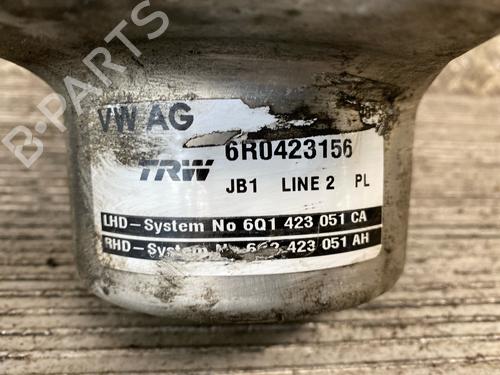 B-PARTS
VW AG
TRW
6R0423156
JB1 LINE 2 PL
LHD-System No 6Q1 423 051 CA
RHD-System 423 051 AH